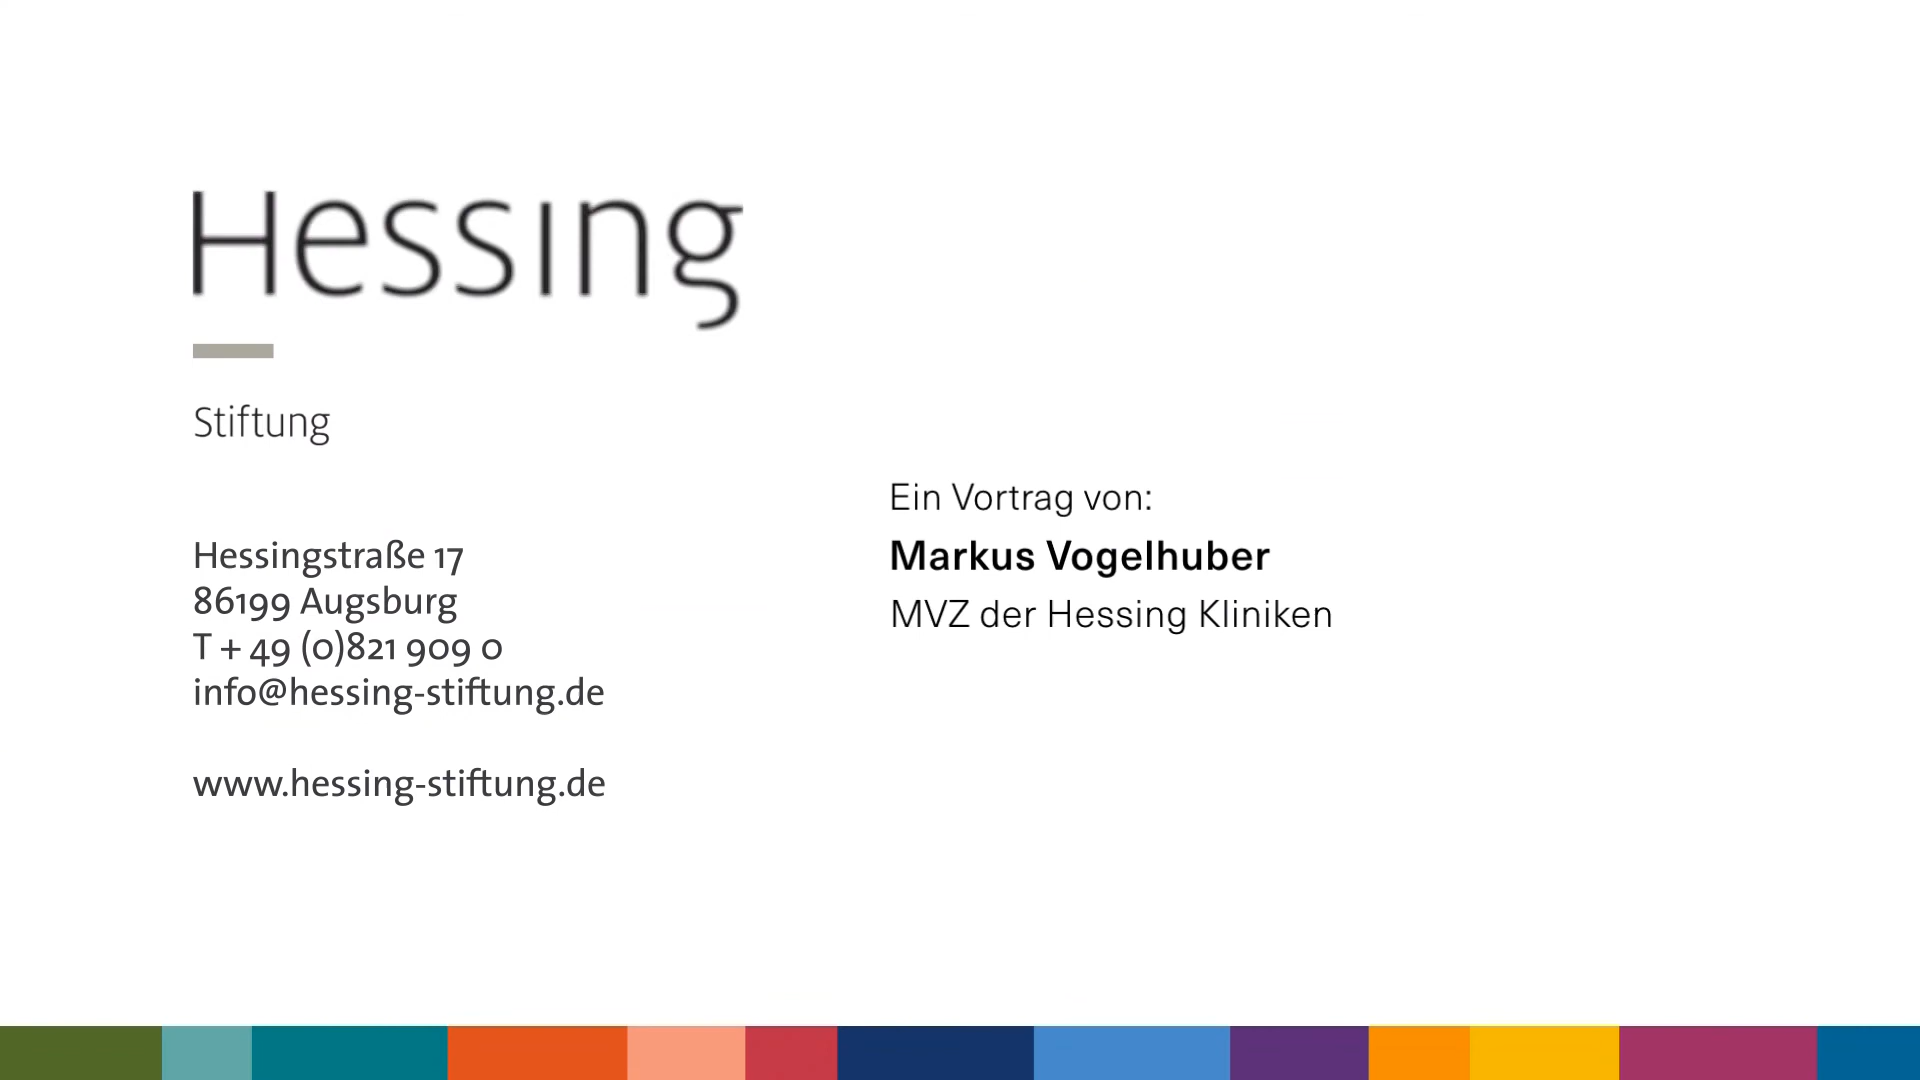 Hessing
Stiftung
Hessingstraße 17
86199 Augsburg
T + 49 (0)821 909 0
info@hessing-stiftung.de
www.hessing-stiftung.de
Ein Vortrag von:
Markus Vogelhuber
MVZ der Hessing Kliniken